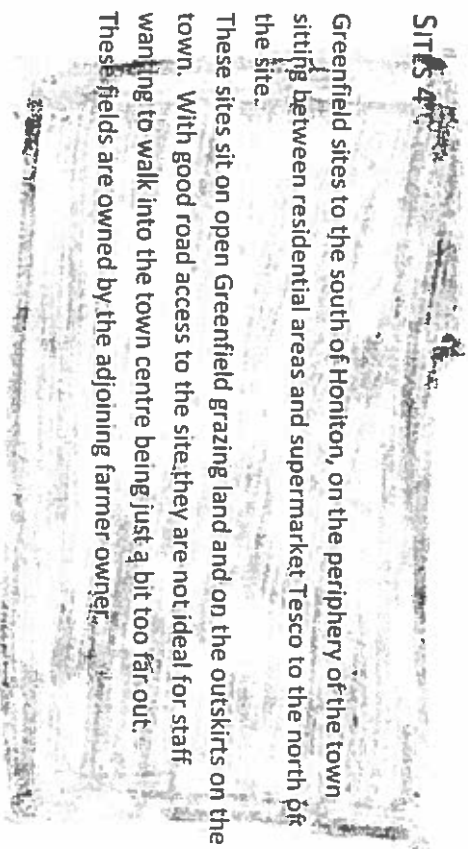 SITES 4
Greenfield sites to the south of Honiton, on the periphery of the town
sitting between residential areas and supermarket Tesco to the north of
the site.
These sites sit on open Greenfield grazing land and on the outskirts on the
town. With good road access to the site they are not ideal for staff
wanting to walk into the town centre being just a bit too far out.
These fields are owned by the adjoining farmer owner.